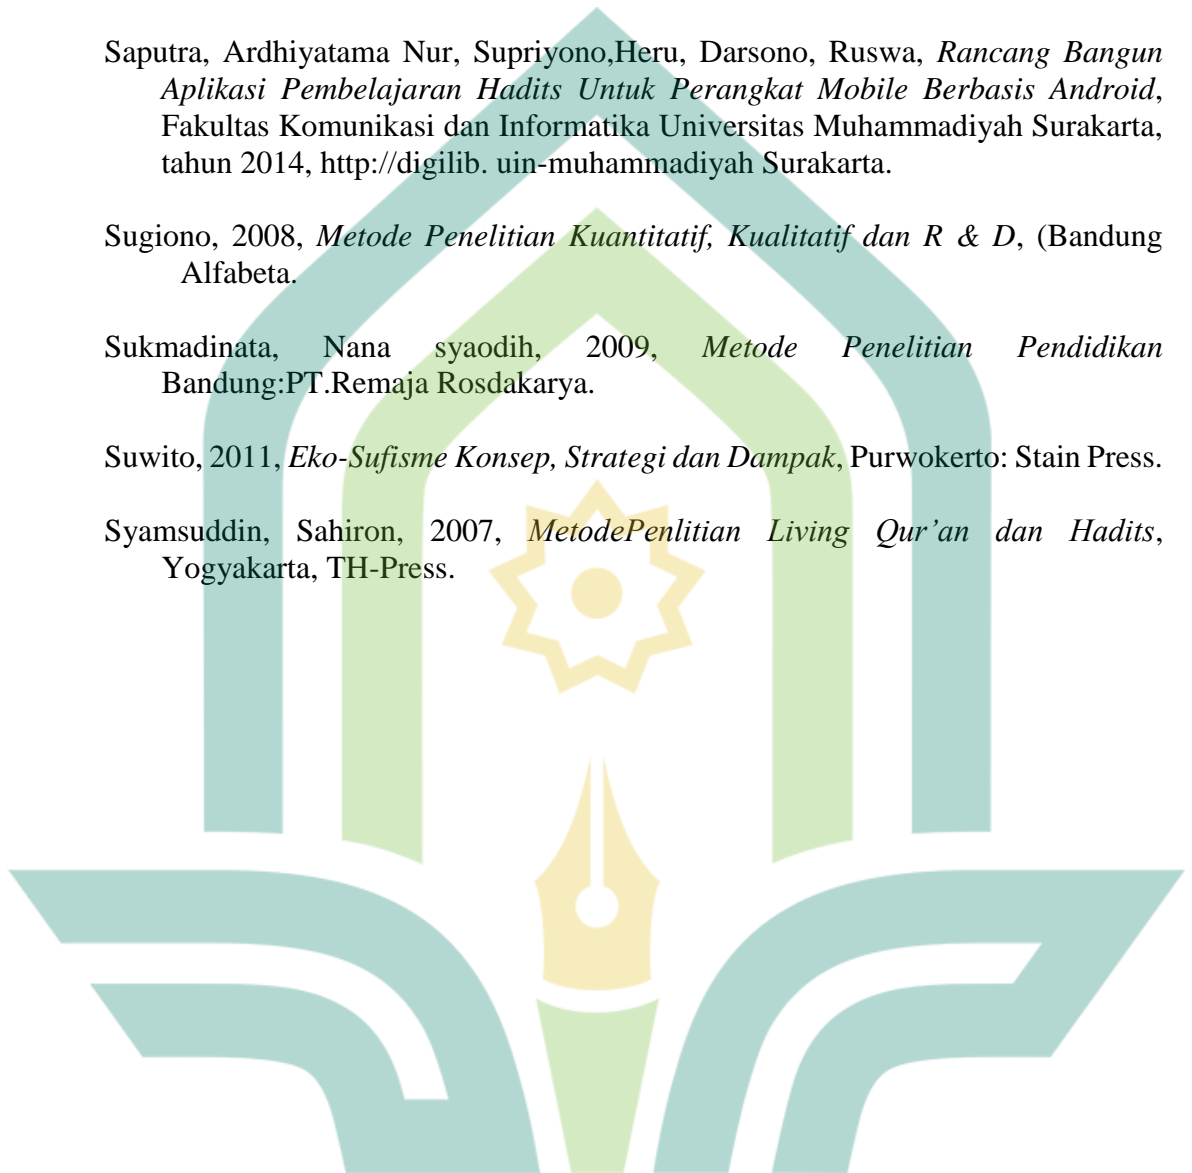 Saputra, Ardhiyatama Nur, Supriyono,Heru, Darsono, Ruswa, Rancang Bangun
Aplikasi Pembelajaran Hadits Untuk Perangkat Mobile Berbasis Android,
Fakultas Komunikasi dan Informatika Universitas Muhammadiyah Surakarta,
tahun 2014, http://digilib. uin-muhammadiyah Surakarta.
Sugiono, 2008, Metode Penelitian Kuantitatif, Kualitatif dan R & D, (Bandung
Alfabeta.
Sukmadinata, Nana syaodih, 2009, Metode Penelitian Pendidikan
Bandung:PT.Remaja Rosdakarya.
Suwito, 2011, Eko-Sufisme Konsep, Strategi dan Dampak, Purwokerto: Stain Press.
Syamsuddin, Sahiron, 2007, MetodePenlitian Living Qur’an dan Hadits,
Yogyakarta, TH-Press.